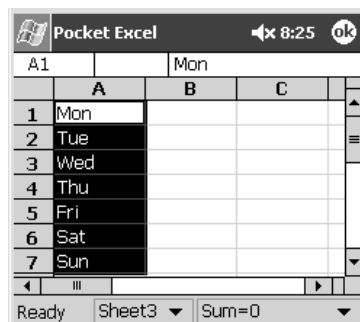 Pocket Excel 8:25 ok
A1 Mon
A B C
1 Mon
2 Tue
3 Wed
4 Thu
5 Fri
6 Sat
7 Sun
Ready Sheet3 Sum=0